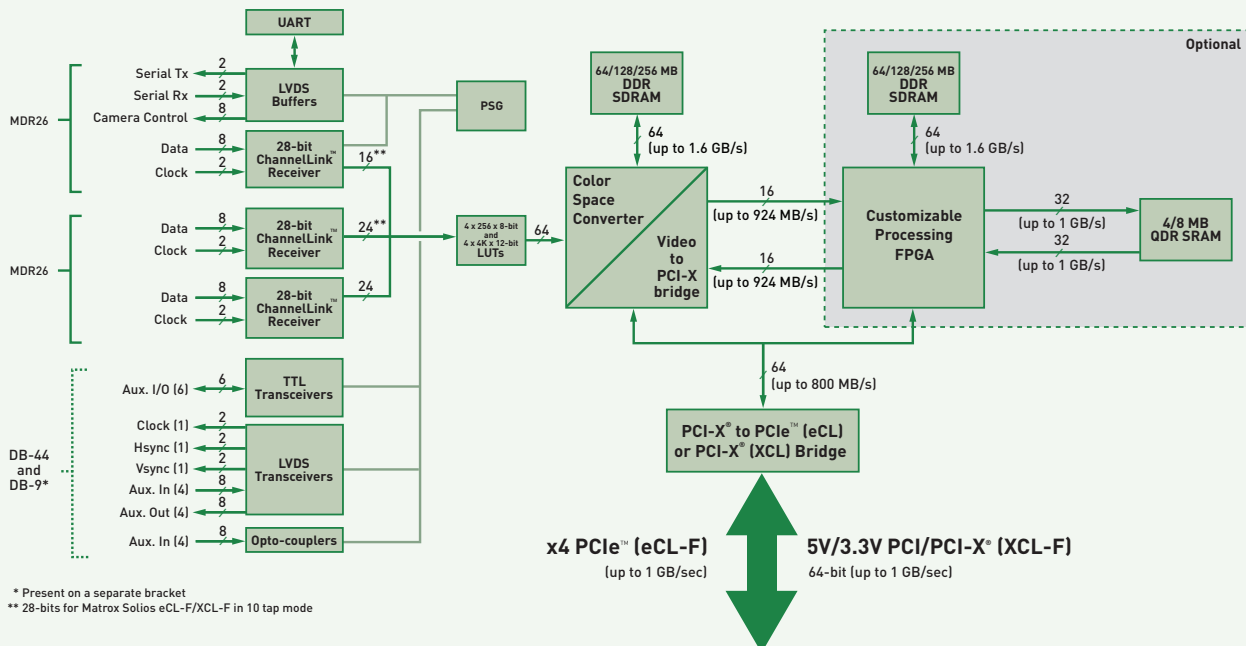 Optional
UART
MDR26
Serial Tx
2
Serial Rx
2
Camera Control
8
LVDS
Buffers
PSG
Data
8
Clock
2
28-bit
ChannelLink™
Receiver
16**
MDR26
Data
8
Clock
2
28-bit
ChannelLink™
Receiver
24**
Data
8
Clock
2
28-bit
ChannelLink™
Receiver
24
4 x 256 x 8-bit
and
4 x 4K x 12-bit
LUTs
64
64/128/256 MB
DDR
SDRAM
64
(up to 1.6 GB/s)
Color
Space
Converter
Video
to
PCI-X
bridge
16
(up to 924 MB/s)
16
(up to 924 MB/s)
64/128/256 MB
DDR
SDRAM
64
(up to 1.6 GB/s)
Customizable
Processing
FPGA
32
(up to 1 GB/s)
32
(up to 1 GB/s)
4/8 MB
QDR SRAM
64
(up to 800 MB/s)
PCI-X® to PCIe™ (eCL)
or PCI-X® (XCL) Bridge
DB-44
and
DB-9*
Aux. I/O (6)
6
TTL
Transceivers
Clock (1)
2
Hsync (1)
2
Vsync (1)
2
Aux. In (4)
8
Aux. Out (4)
8
LVDS
Transceivers
Aux. In (4)
8
Opto-couplers
x4 PCIe™ (eCL-F)
(up to 1 GB/sec)
5V/3.3V PCI/PCI-X® (XCL-F)
64-bit (up to 1 GB/sec)
* Present on a separate bracket
** 28-bits for Matrox Solios eCL-F/XCL-F in 10 tap mode